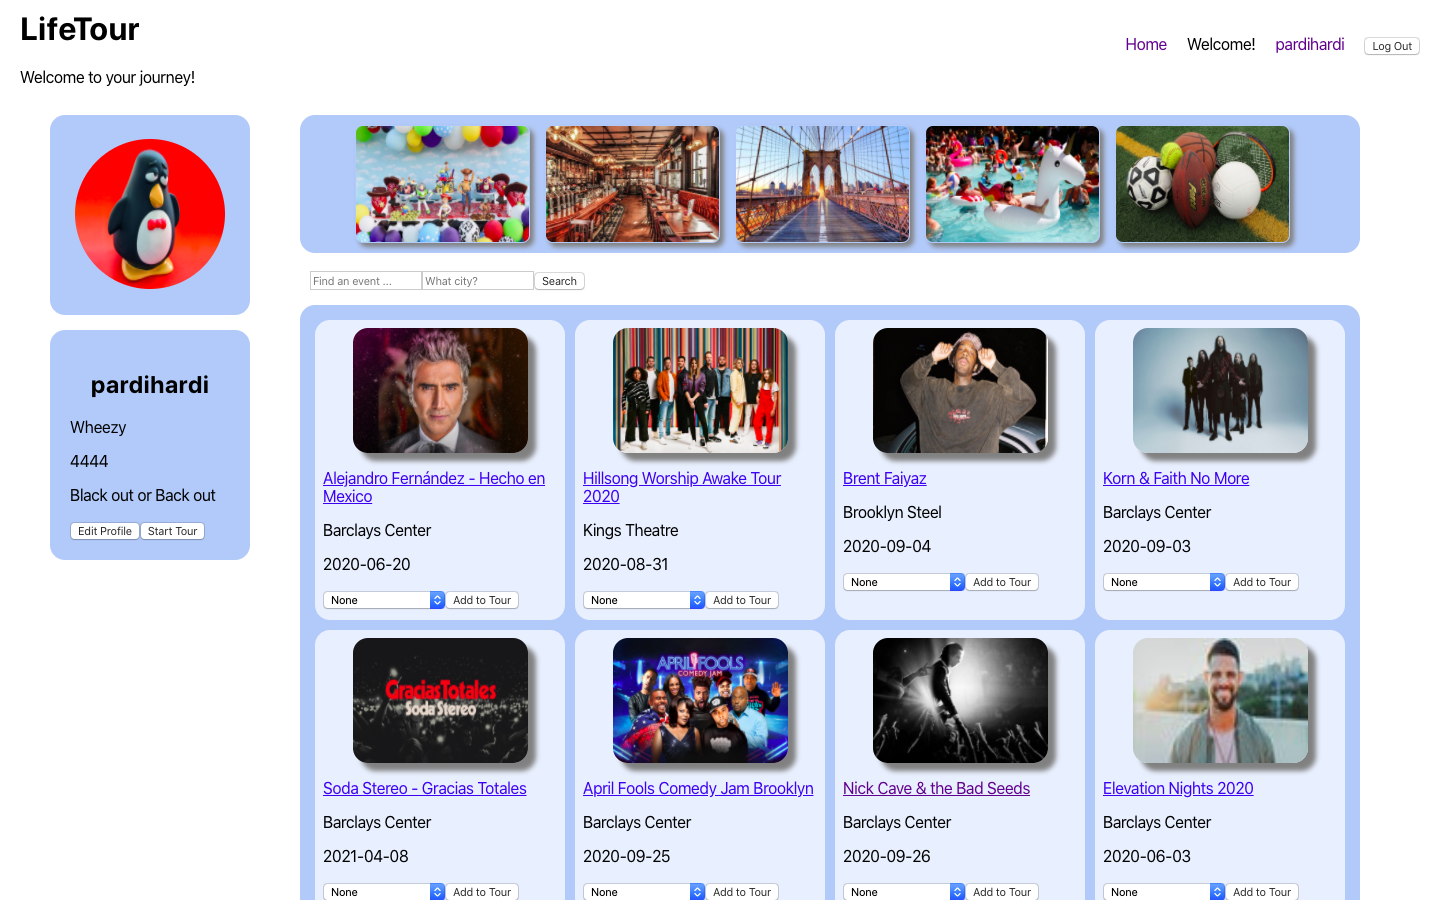 LifeTour
Home Welcome! pardihardi Log Out
Welcome to your journey!
Find an event ... What city? Search
pardihardi
Wheezy
4444
Black out or Back out
Edit Profile Start Tour
Alejandro Fernández - Hecho en
Mexico
Barclays Center
2020-06-20
None Add to Tour
Hillsong Worship Awake Tour
2020
Kings Theatre
2020-08-31
None Add to Tour
Brent Faiyaz
Brooklyn Steel
2020-09-04
None Add to Tour
Korn & Faith No More
Barclays Center
2020-09-03
None Add to Tour
GraciasTotales
Soda Stereo
Soda Stereo - Gracias Totales
Barclays Center
2021-04-08
None Add to Tour
APRIL FOOLS
COMEDY JAM
April Fools Comedy Jam Brooklyn
Barclays Center
2020-09-25
None Add to Tour
Nick Cave & the Bad Seeds
Barclays Center
2020-09-26
None Add to Tour
Elevation Nights 2020
Barclays Center
2020-06-03
None Add to Tour